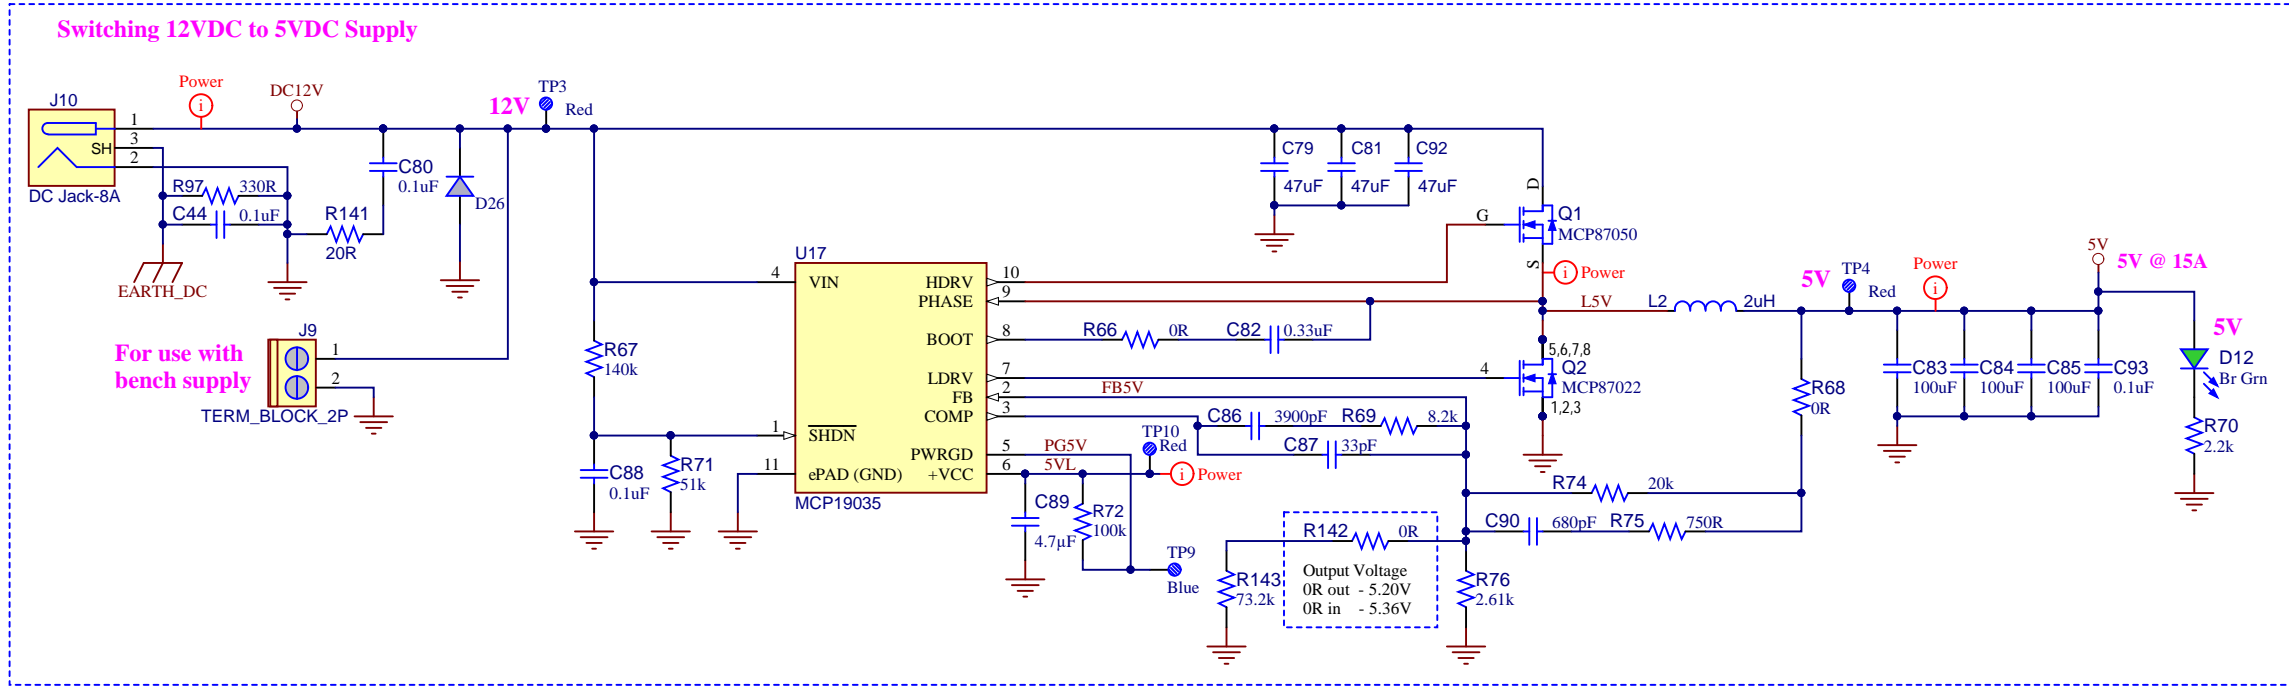 Switching 12VDC to 5VDC Supply
J10
DC Jack-8A
1
3
2
SH
Power
i
DC12V
12V
TP3
Red
R97
330R
C44
0.1uF
EARTH_DC
R141
20R
C80
0.1uF
D26
For use with
bench supply
J9
1
2
TERM_BLOCK_2P
R67
140k
C88
0.1uF
R71
51k
U17
4
VIN
1
SHDN
11
ePAD (GND)
MCP19035
HDRV
10
PHASE
9
BOOT
8
LDRV
7
FB
2
COMP
3
PWRGD
5
+VCC
6
R66
0R
C82
0.33uF
FB5V
C86
3900pF
R69
8.2k
C87
33pF
PG5V
5VL
TP10
Red
i
Power
C89
4.7µF
R72
100k
TP9
Blue
C79
47uF
C81
47uF
C92
47uF
D
G
S
Q1
MCP87050
i
Power
4
5,6,7,8
Q2
MCP87022
1,2,3
L5V
L2
2uH
5V
TP4
Red
Power
i
5V
5V @ 15A
R68
0R
R74
20k
C90
680pF
R75
750R
R142
0R
Output Voltage
0R out - 5.20V
0R in - 5.36V
R143
73.2k
R76
2.61k
C83
100uF
C84
100uF
C85
100uF
C93
0.1uF
5V
D12
Br Grn
R70
2.2k